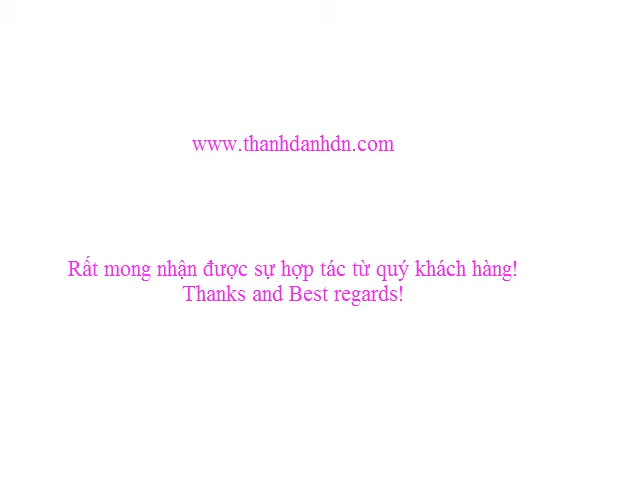 www.thanhdanhdn.com
Rất mong nhận được sự hợp tác từ quý khách hàng!
Thanks and Best regards!